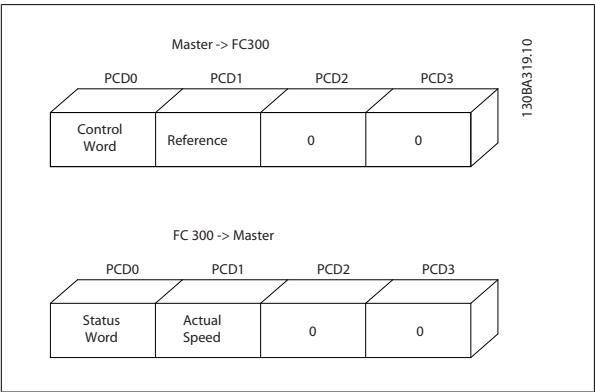 Master -> FC300
130BA319.10
PCD0 PCD1 PCD2 PCD3
Control
Word
Reference
0
0
FC 300 -> Master
PCD0 PCD1 PCD2 PCD3
Status
Word
Actual
Speed
0
0